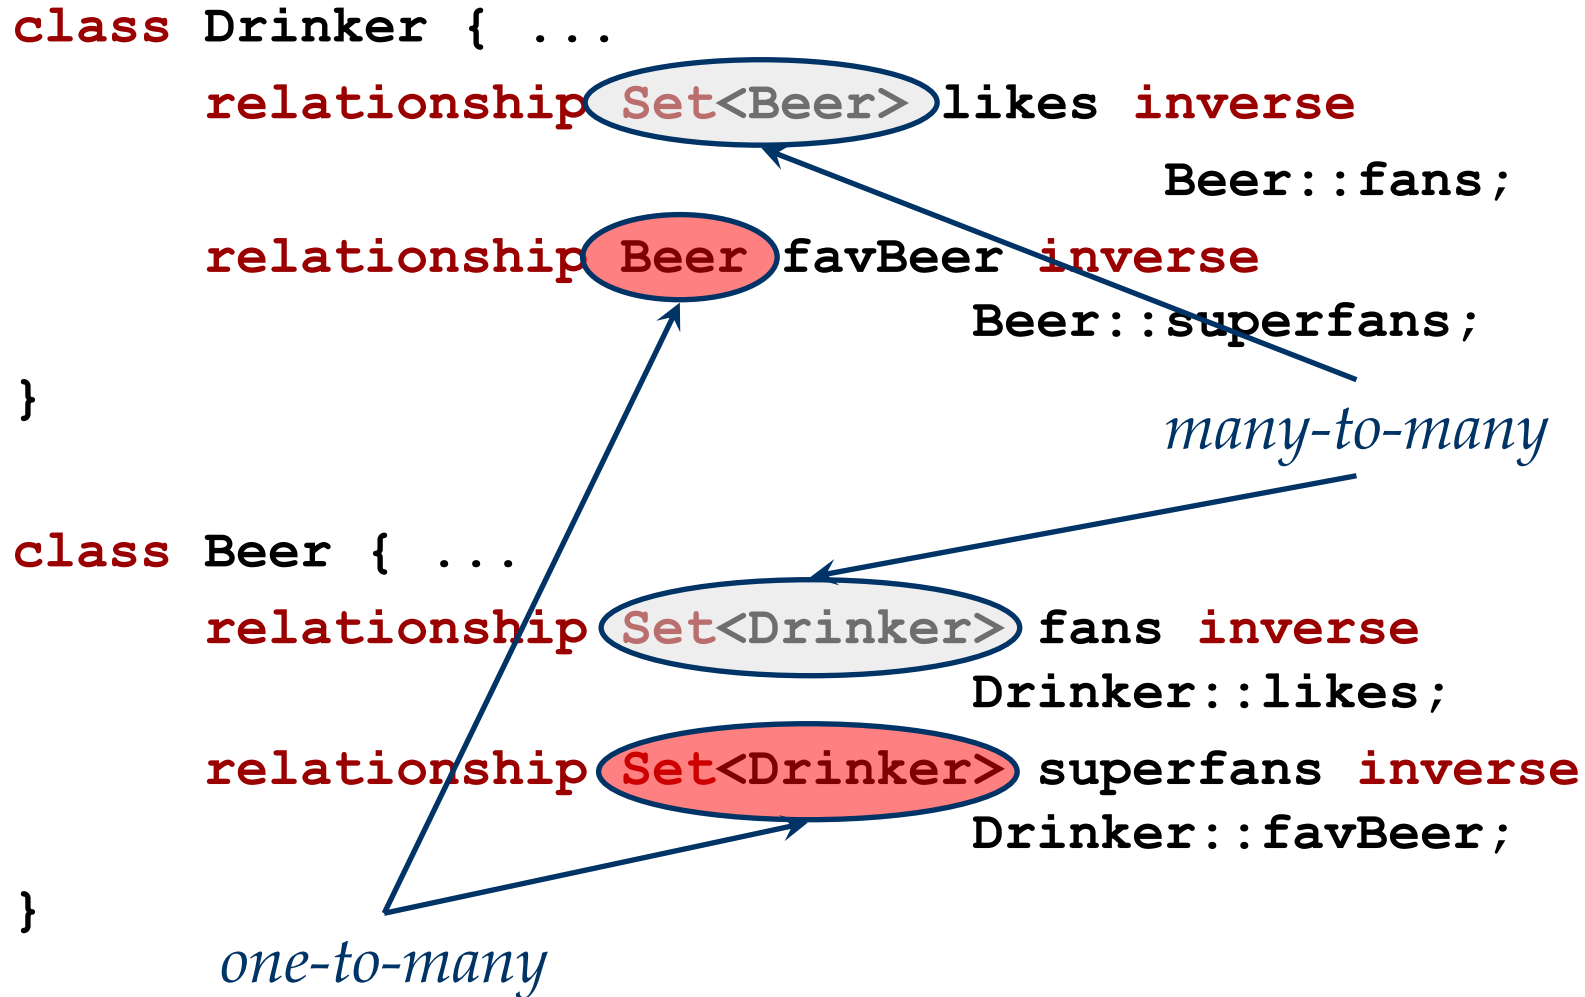 class Drinker { ...
relationship Set<Beer> likes inverse
Beer::fans;
relationship Beer favBeer inverse
Beer::superfans;
}
many-to-many
class Beer { ...
relationship Set<Drinker> fans inverse
Drinker::likes;
relationship Set<Drinker> superfans inverse
Drinker::favBeer;
}
one-to-many